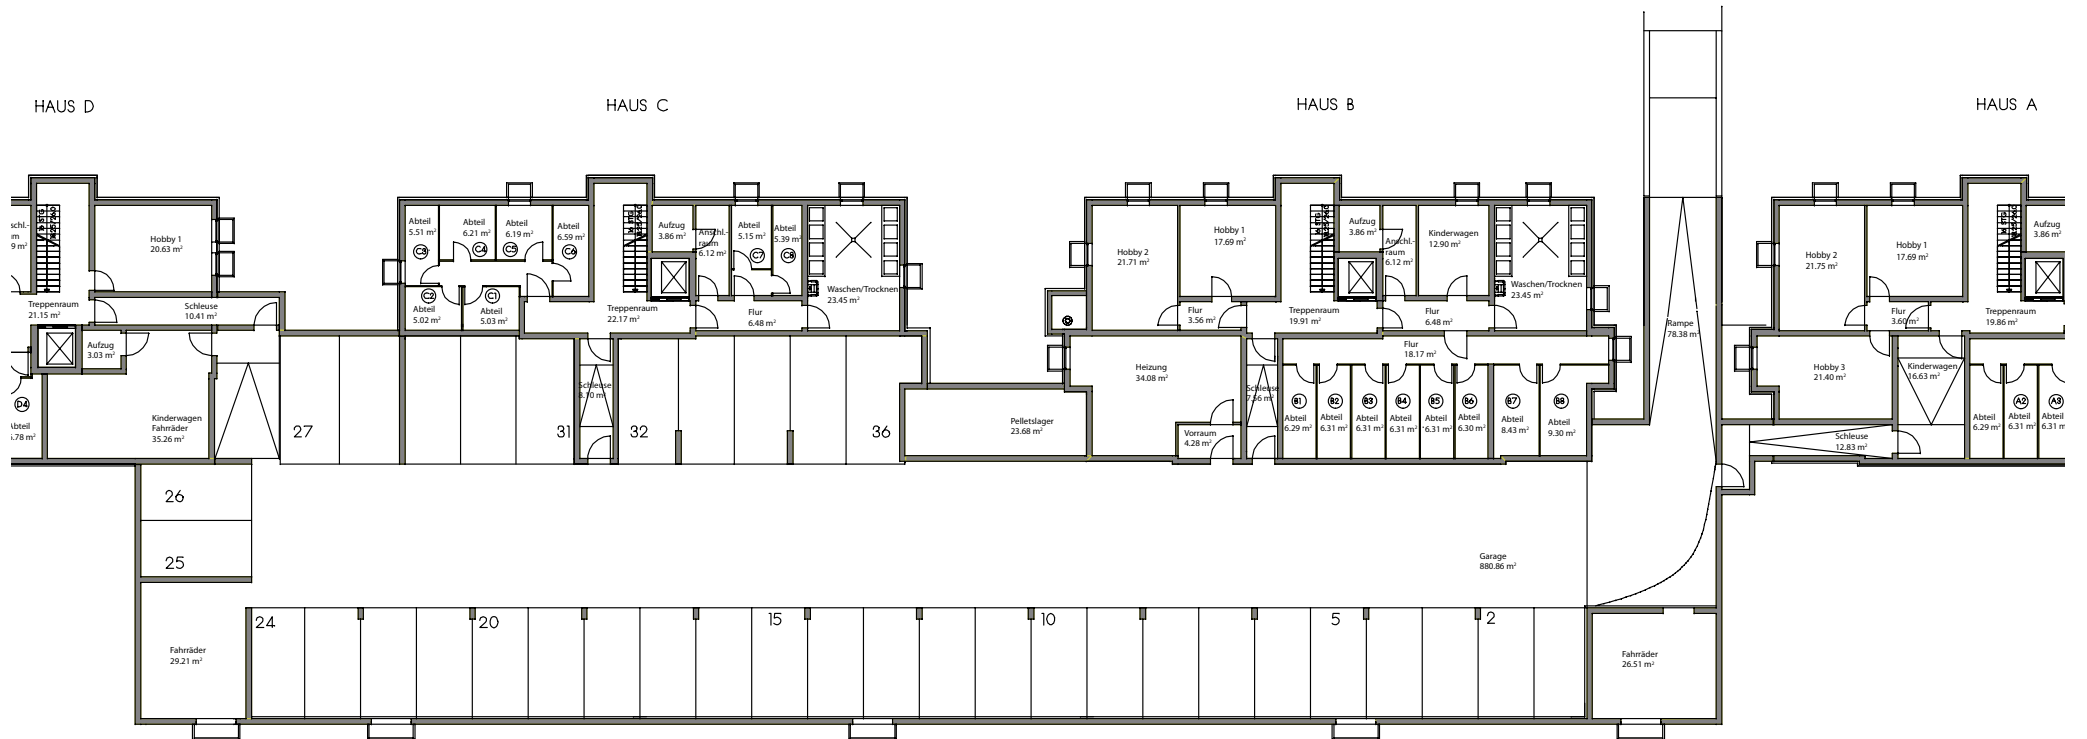 HAUS D
HAUS C
HAUS B
HAUS A
16 STG
Hobby 1
20.63 m²
Treppenraum
21.15 m²
Schleuse
10.41 m²
Aufzug
3.03 m²
Kinderwagen
Fahrräder
35.26 m²
D4
Abteil
Abteil
5.51 m²
C3
Abteil
6.21 m²
C4
Abteil
6.19 m²
C5
Abteil
6.59 m²
C6
C2
Abteil
5.02 m²
C1
Abteil
5.03 m²
Treppenraum
22.17 m²
Aufzug
3.86 m²
Anschl.-
raum
6.12 m²
Abteil
5.15 m²
C7
Abteil
5.39 m²
C8
Waschen/Trocknen
23.45 m²
Flur
6.48 m²
Schleuse
8.10 m²
27
31
32
36
Pelletslager
23.68 m²
Hobby 2
21.71 m²
Hobby 1
17.69 m²
Flur
3.56 m²
Treppenraum
19.91 m²
Aufzug
3.86 m²
Anschl.-
raum
6.12 m²
Kinderwagen
12.90 m²
Waschen/Trocknen
23.45 m²
Flur
6.48 m²
Flur
18.17 m²
Heizung
34.08 m²
Vorraum
4.28 m²
Schleuse
7.56 m²
B1
Abteil
6.29 m²
B2
Abteil
6.31 m²
B3
Abteil
6.31 m²
B4
Abteil
6.31 m²
B5
Abteil
6.31 m²
B6
Abteil
6.30 m²
B7
Abteil
8.43 m²
B8
Abteil
9.30 m²
Rampe
78.38 m²
Hobby 2
21.75 m²
Hobby 1
17.69 m²
Flur
3.60 m²
Treppenraum
19.86 m²
Aufzug
3.86 m²
Hobby 3
21.40 m²
Kinderwagen
16.63 m²
Schleuse
12.83 m²
Abteil
6.29 m²
A2
Abteil
6.31 m²
A3
Abteil
6.31 m²
26
25
Garage
880.86 m²
24
20
15
10
5
2
Fahrräder
29.21 m²
Fahrräder
26.51 m²